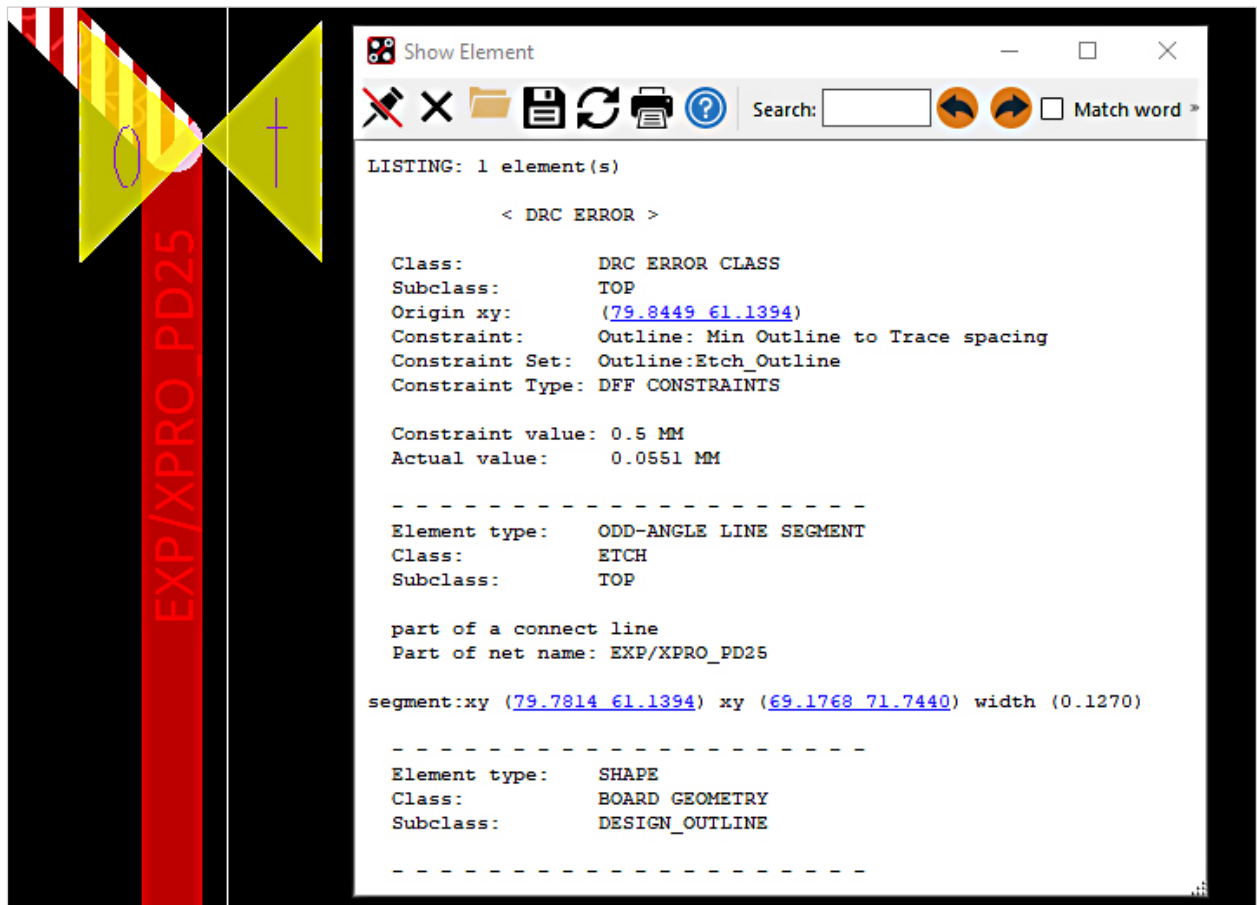 EXP/XPRO_PD25
O
Show Element
Search:
Match word »
LISTING: 1 element(s)
< DRC ERROR >
Class: DRC ERROR CLASS
Subclass: TOP
Origin xy: (79.8449 61.1394)
Constraint: Outline: Min Outline to Trace spacing
Constraint Set: Outline:Etch_Outline
Constraint Type: DFF CONSTRAINTS
Constraint value: 0.5 MM
Actual value: 0.0551 MM
- - - - - - - - - - - - - - - - - - - -
Element type: ODD-ANGLE LINE SEGMENT
Class: ETCH
Subclass: TOP
part of a connect line
Part of net name: EXP/XPRO_PD25
segment:xy (79.7814 61.1394) xy (69.1768 71.7440) width (0.1270)
- - - - - - - - - - - - - - - - - - - -
Element type: SHAPE
Class: BOARD GEOMETRY
Subclass: DESIGN_OUTLINE
- - - - - - - - - - - - - - - - - - - -